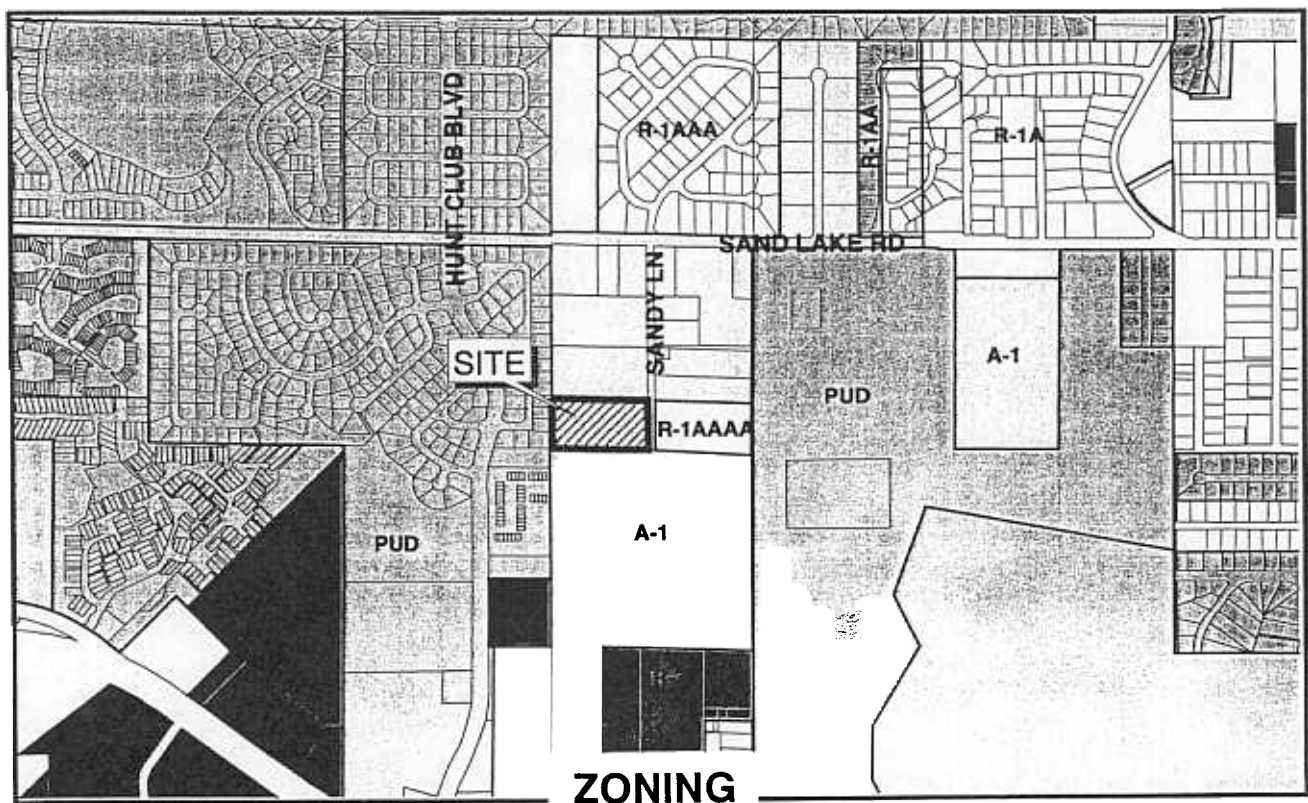 HUNT CLUB BLVD
R-1AAA
R-1AA
R-1A
SAND LAKE RD
SANDY LN
SITE
A-1
PUD
R-1AAAA
A-1
PUD
ZONING